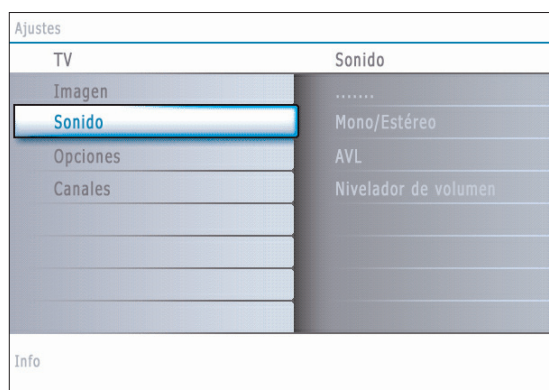 Ajustes
TV
Sonido
Imagen
.......
Sonido
Mono/Estéreo
Opciones
AVL
Canales
Nivelador de volumen
Info